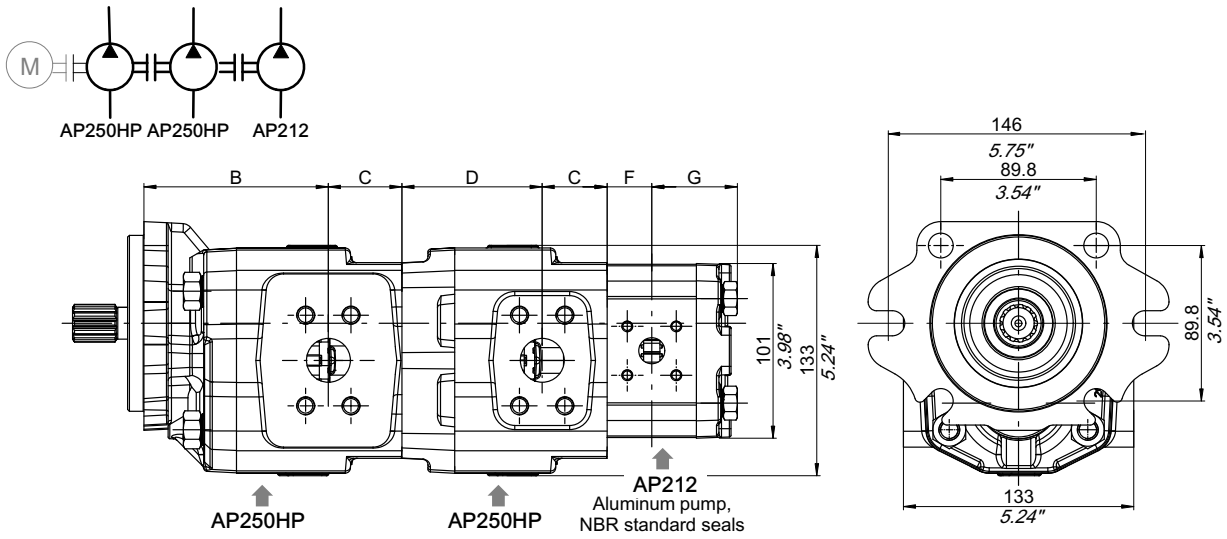 M
AP250HP AP250HP AP212
B
C
D
C
F
G
101
3.98"
133
5.24"
AP250HP
AP250HP
AP212
Aluminum pump,
NBR standard seals
146
5.75"
89.8
3.54"
89.8
3.54"
133
5.24"